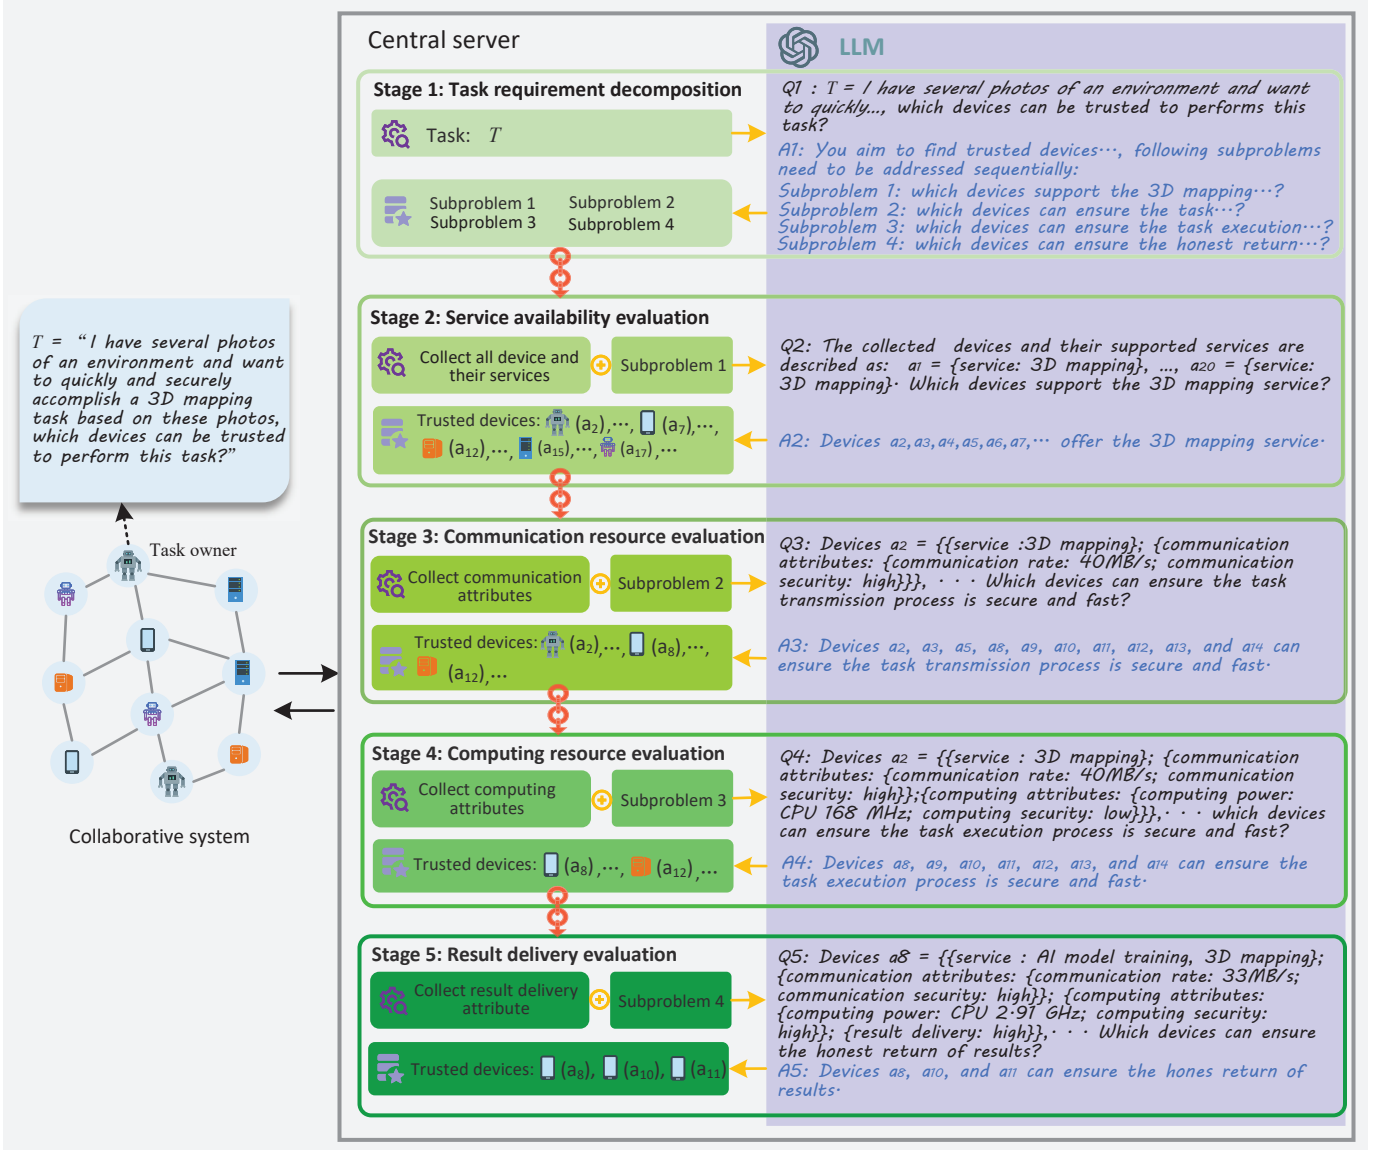 Central server
LLM
Stage 1: Task requirement decomposition
Task: T
Subproblem 1 Subproblem 2
Subproblem 3 Subproblem 4
Q1 : T = I have several photos of an environment and want
to quickly..., which devices can be trusted to performs this
task?
A1: You aim to find trusted devices···, following subproblems
need to be addressed sequentially:
Subproblem 1: which devices support the 3D mapping···?
Subproblem 2: which devices can ensure the task···?
Subproblem 3: which devices can ensure the task execution···?
Subproblem 4: which devices can ensure the honest return···?
T = “I have several photos
of an environment and want
to quickly and securely
accomplish a 3D mapping
task based on these photos,
which devices can be trusted
to perform this task?”
Task owner
Collaborative system
Stage 2: Service availability evaluation
Collect all device and
their services
Subproblem 1
Trusted devices: (a2),···, (a7),···,
(a12),···, (a15),···, (a17),···
Q2: The collected devices and their supported services are
described as: a1 = {service: 3D mapping}, ..., a20 = {service:
3D mapping}. Which devices support the 3D mapping service?
A2: Devices a2,a3,a4,a5,a6,a7,··· offer the 3D mapping service.
Stage 3: Communication resource evaluation
Collect communication
attributes
Subproblem 2
Trusted devices: (a2),···, (a8),···,
(a12),···
Q3: Devices a2 = {{service :3D mapping}; {communication
attributes: {communication rate: 40MB/s; communication
security: high}}}, · · · Which devices can ensure the task
transmission process is secure and fast?
A3: Devices a2, a3, a5, a8, a9, a10, a11, a12, a13, and a14 can
ensure the task transmission process is secure and fast.
Stage 4: Computing resource evaluation
Collect computing
attributes
Subproblem 3
Trusted devices: (a8),···, (a12),···
Q4: Devices a2 = {{service : 3D mapping}; {communication
attributes: {communication rate: 40MB/s; communication
security: high}};{computing attributes: {computing power:
CPU 168 MHz; computing security: low}}},· · · which devices
can ensure the task execution process is secure and fast?
A4: Devices a8, a9, a10, a11, a12, a13, and a14 can ensure the
task execution process is secure and fast.
Stage 5: Result delivery evaluation
Collect result delivery
attribute
Subproblem 4
Trusted devices: (a8), (a10), (a11)
Q5: Devices a8 = {{service : AI model training, 3D mapping};
{communication attributes: {communication rate: 33MB/s;
communication security: high}}; {computing attributes:
{computing power: CPU 2.91 GHz; computing security:
high}}; {result delivery: high}},· · · Which devices can ensure
the honest return of results?
A5: Devices a8, a10, and a11 can ensure the hones return of
results.